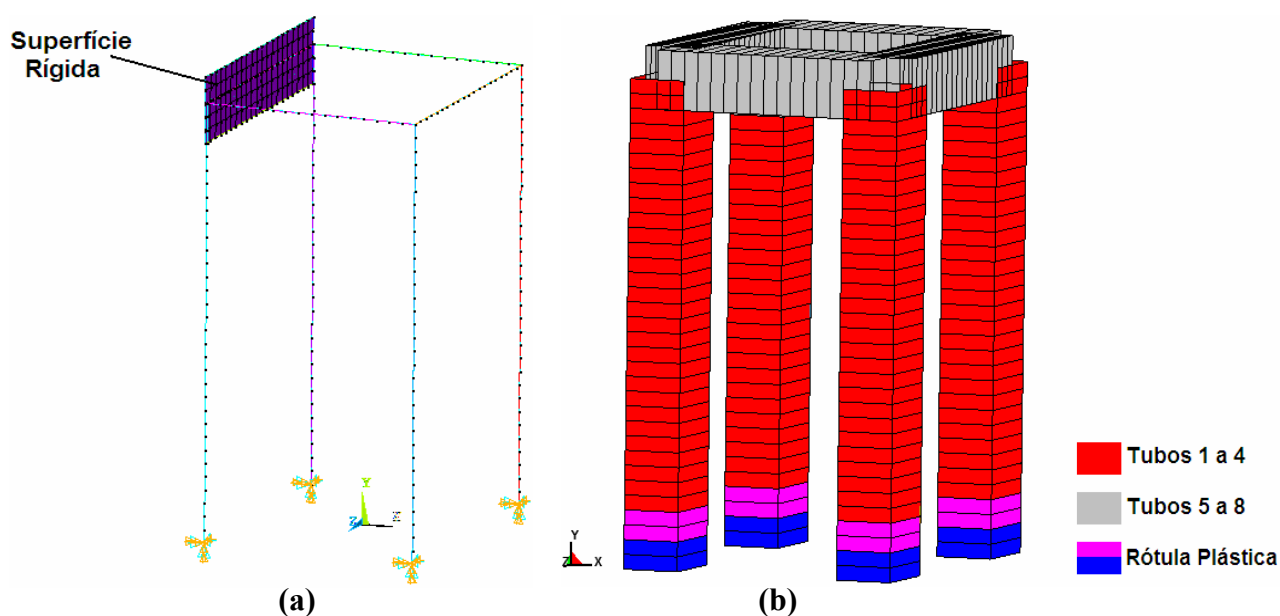 Superfície
Rígida
Y
Z
X
(a)
Y
Z
X
(b)
Tubos 1 a 4
Tubos 5 a 8
Rótula Plástica